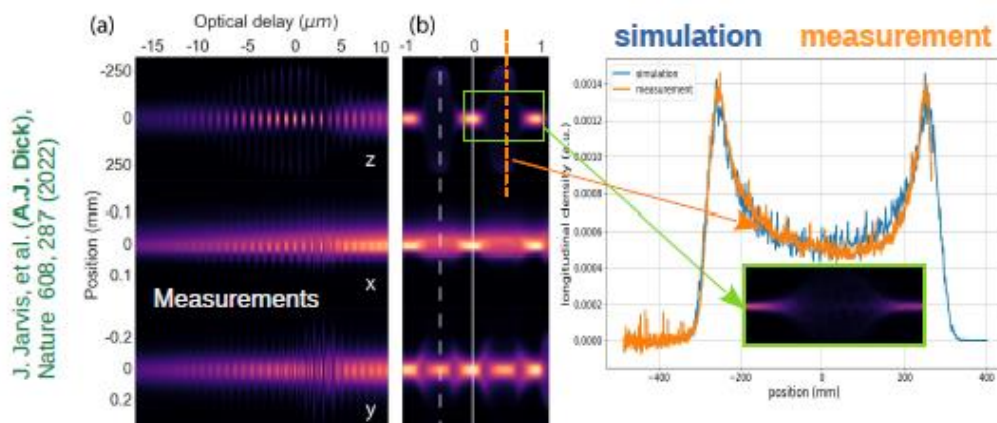 J. Jarvis, et al. (A.J. Dick),
Nature 608, 287 (2022)
(a)
Optical delay (μm)
(b)
-15 -10 -5 0 5 10
-1 0 1
Position (mm)
-250
0
250
z
-0.1
0
0.1
x
Measurements
-0.2
0
0.2
y
simulation measurement
simulation
measurement
longitudinal density (a.u.)
0.0014
0.0012
0.0010
0.0008
0.0006
0.0004
0.0002
0.0000
−400 −200 0 200 400
position (mm)